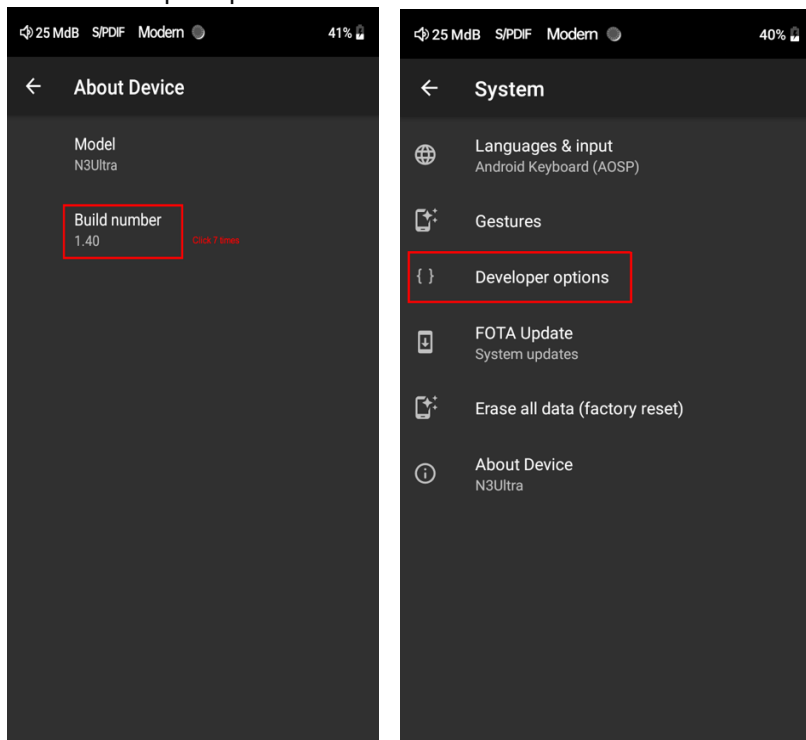 25 MdB S/PDIF Modern 41%
About Device
Model
N3Ultra
Build number
1.40
Click 7 times
25 MdB S/PDIF Modern 40%
System
Languages & input
Android Keyboard (AOSP)
Gestures
{ } Developer options
FOTA Update
System updates
Erase all data (factory reset)
About Device
N3Ultra